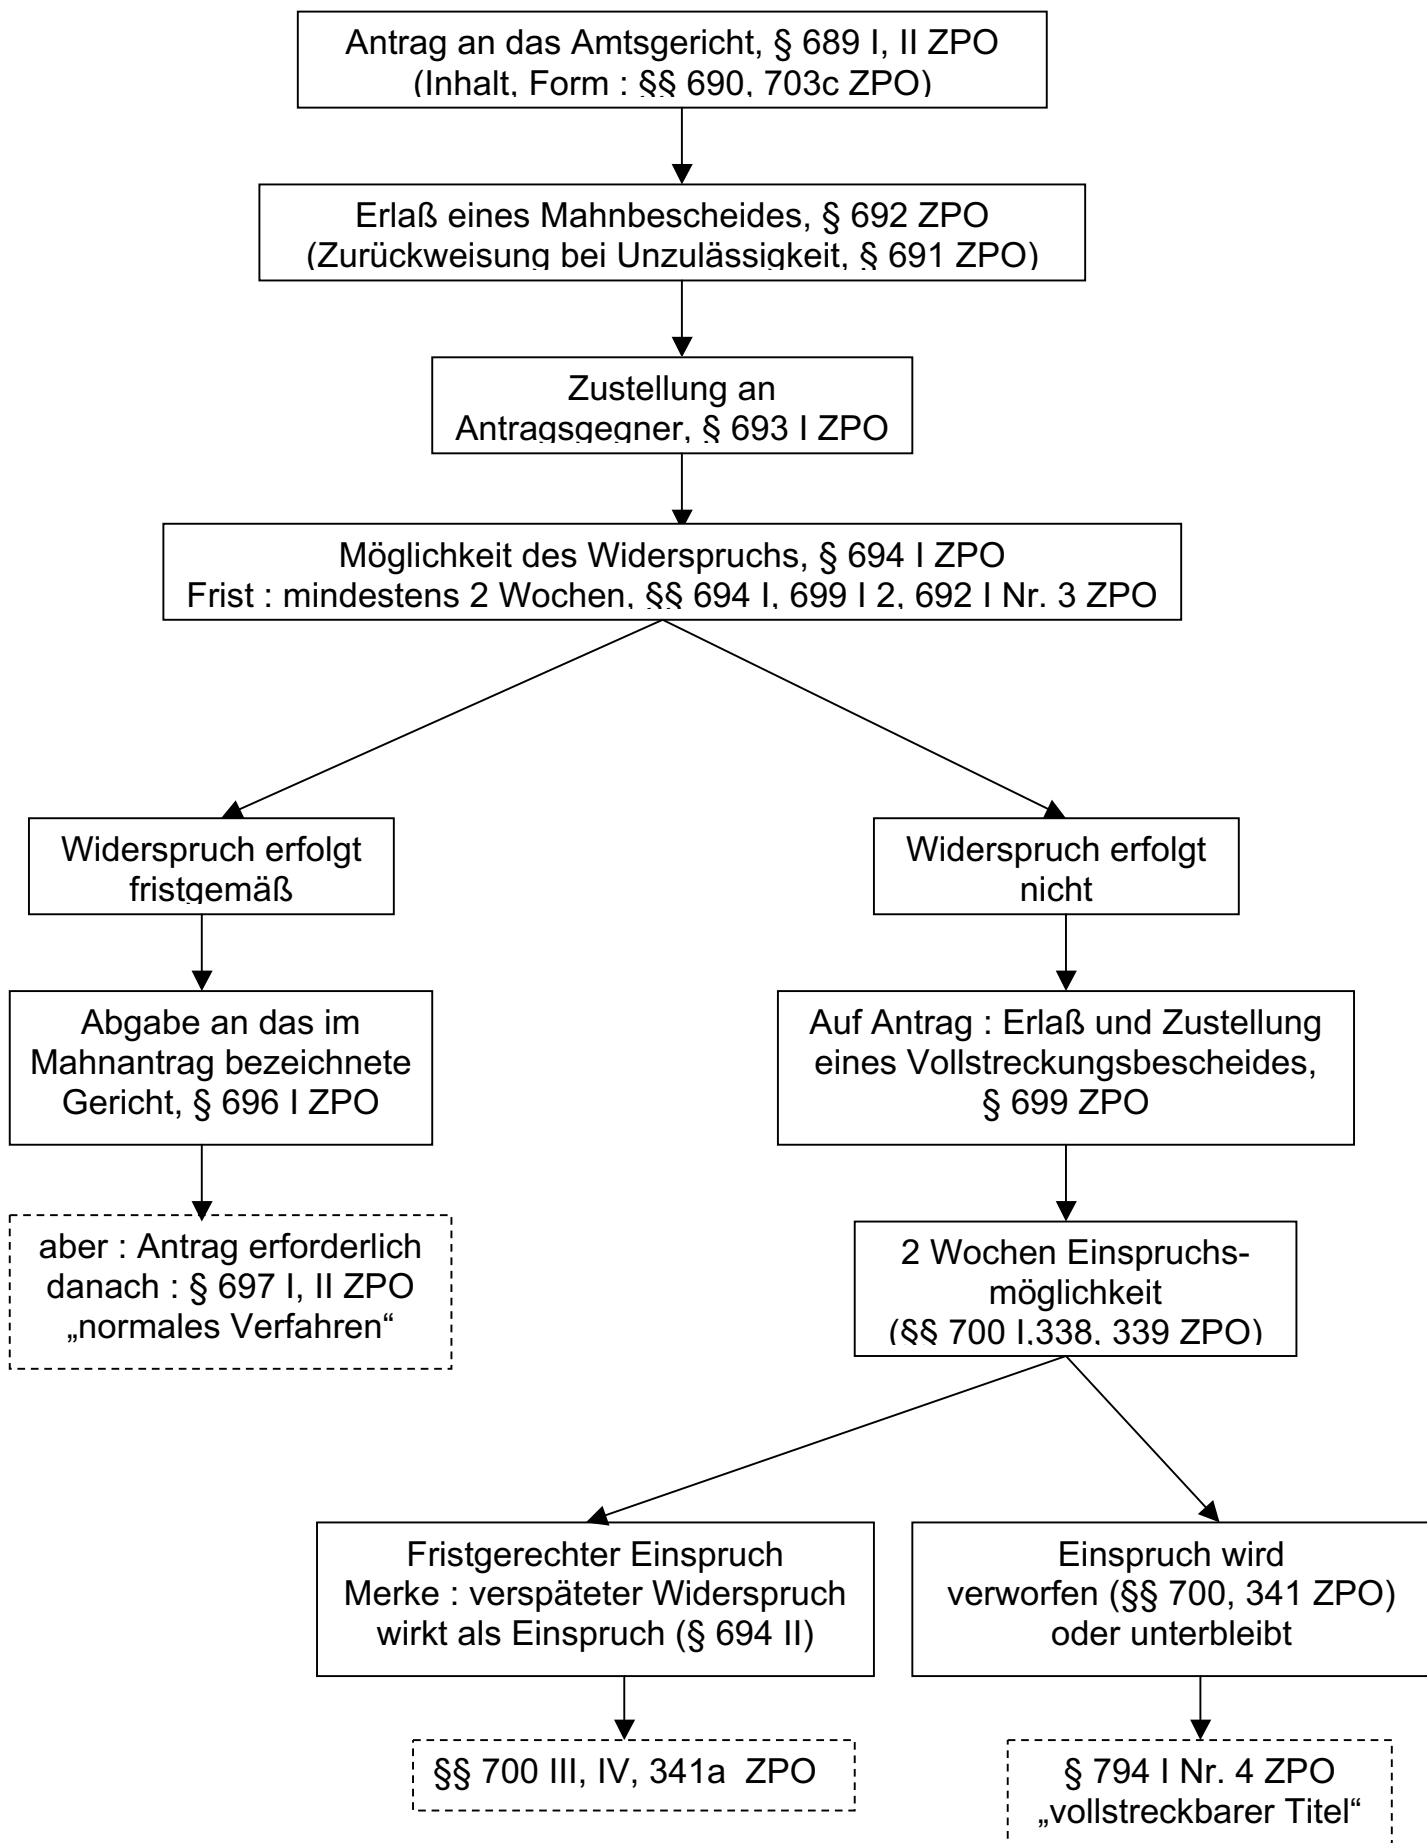 Antrag an das Amtsgericht, § 689 I, II ZPO
(Inhalt, Form : §§ 690, 703c ZPO)
Erlaß eines Mahnbescheides, § 692 ZPO
(Zurückweisung bei Unzulässigkeit, § 691 ZPO)
Zustellung an
Antragsgegner, § 693 I ZPO
Möglichkeit des Widerspruchs, § 694 I ZPO
Frist : mindestens 2 Wochen, §§ 694 I, 699 I 2, 692 I Nr. 3 ZPO
Widerspruch erfolgt
fristgemäß
Widerspruch erfolgt
nicht
Abgabe an das im
Mahnantrag bezeichnete
Gericht, § 696 I ZPO
Auf Antrag : Erlaß und Zustellung
eines Vollstreckungsbescheides,
§ 699 ZPO
aber : Antrag erforderlich
danach : § 697 I, II ZPO
„normales Verfahren“
2 Wochen Einspruchs-
möglichkeit
(§§ 700 I,338, 339 ZPO)
Fristgerechter Einspruch
Merke : verspäteter Widerspruch
wirkt als Einspruch (§ 694 II)
Einspruch wird
verworfen (§§ 700, 341 ZPO)
oder unterbleibt
§§ 700 III, IV, 341a  ZPO
§ 794 I Nr. 4 ZPO
„vollstreckbarer Titel“